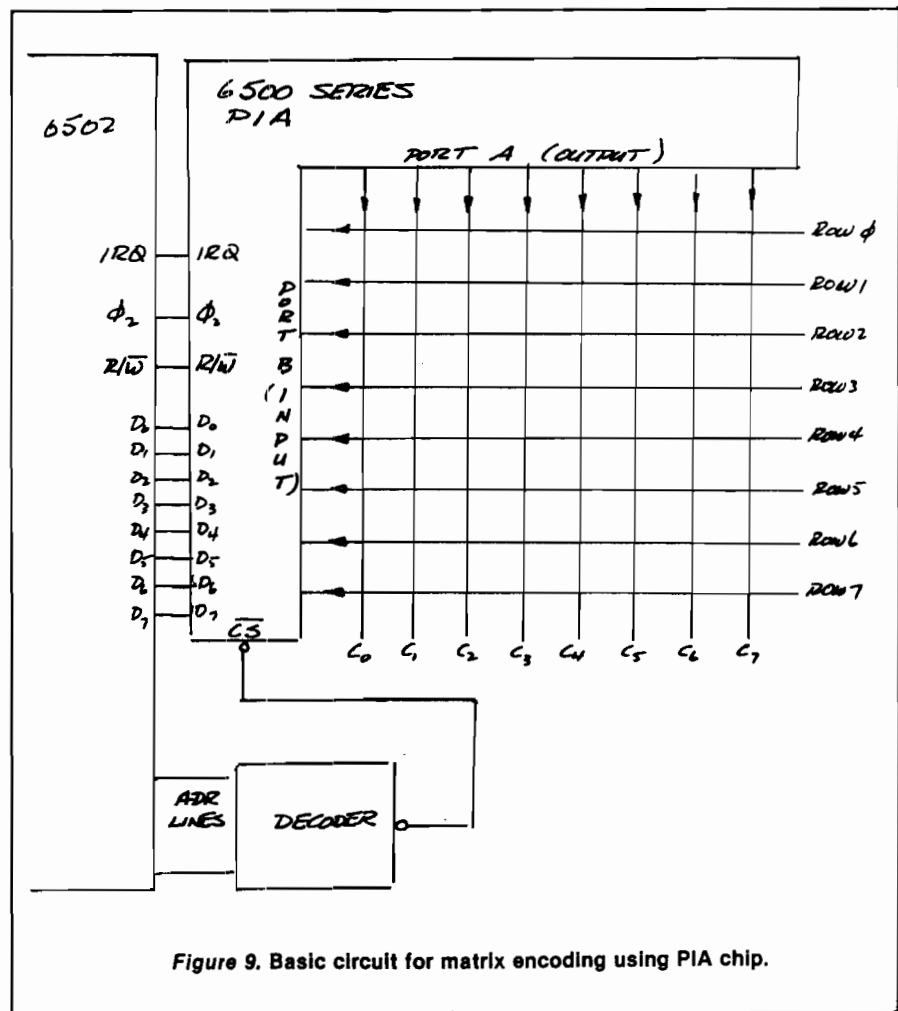 6500 SERIES
PIA
6502
PORT A (OUTPUT)
IRQ IRQ
ϕ₂ ϕ₂
R/W̅ R/W̅
D₀ D₀
D₁ D₁
D₂ D₂
D₃ D₃
D₄ D₄
D₅ D₅
D₆ D₆
D₇ D₇
C̅S̅
PORT B (INPUT)
ROW ϕ
ROW 1
ROW 2
ROW 3
ROW 4
ROW 5
ROW 6
ROW 7
C₀ C₁ C₂ C₃ C₄ C₅ C₆ C₇
ADR
LINES
DECODER
Figure 9. Basic circuit for matrix encoding using PIA chip.